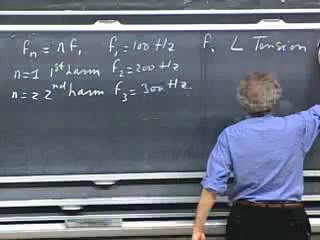 fn = n f1 f1 = 100 Hz f1 L Tension
n=1 1st harm f2 = 200 Hz
n=2 2nd harm f3 = 300 Hz